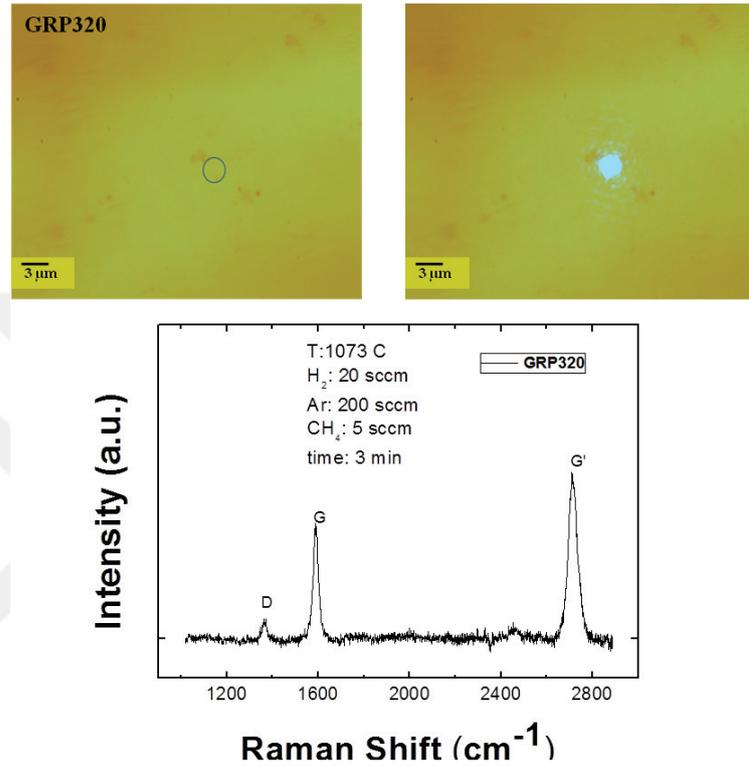 GRP320
3 µm
3 µm
T:1073 C
H₂: 20 sccm
Ar: 200 sccm
CH₄: 5 sccm
time: 3 min
GRP320
G'
G
D
Intensity (a.u.)
1200 1600 2000 2400 2800
Raman Shift (cm⁻¹)